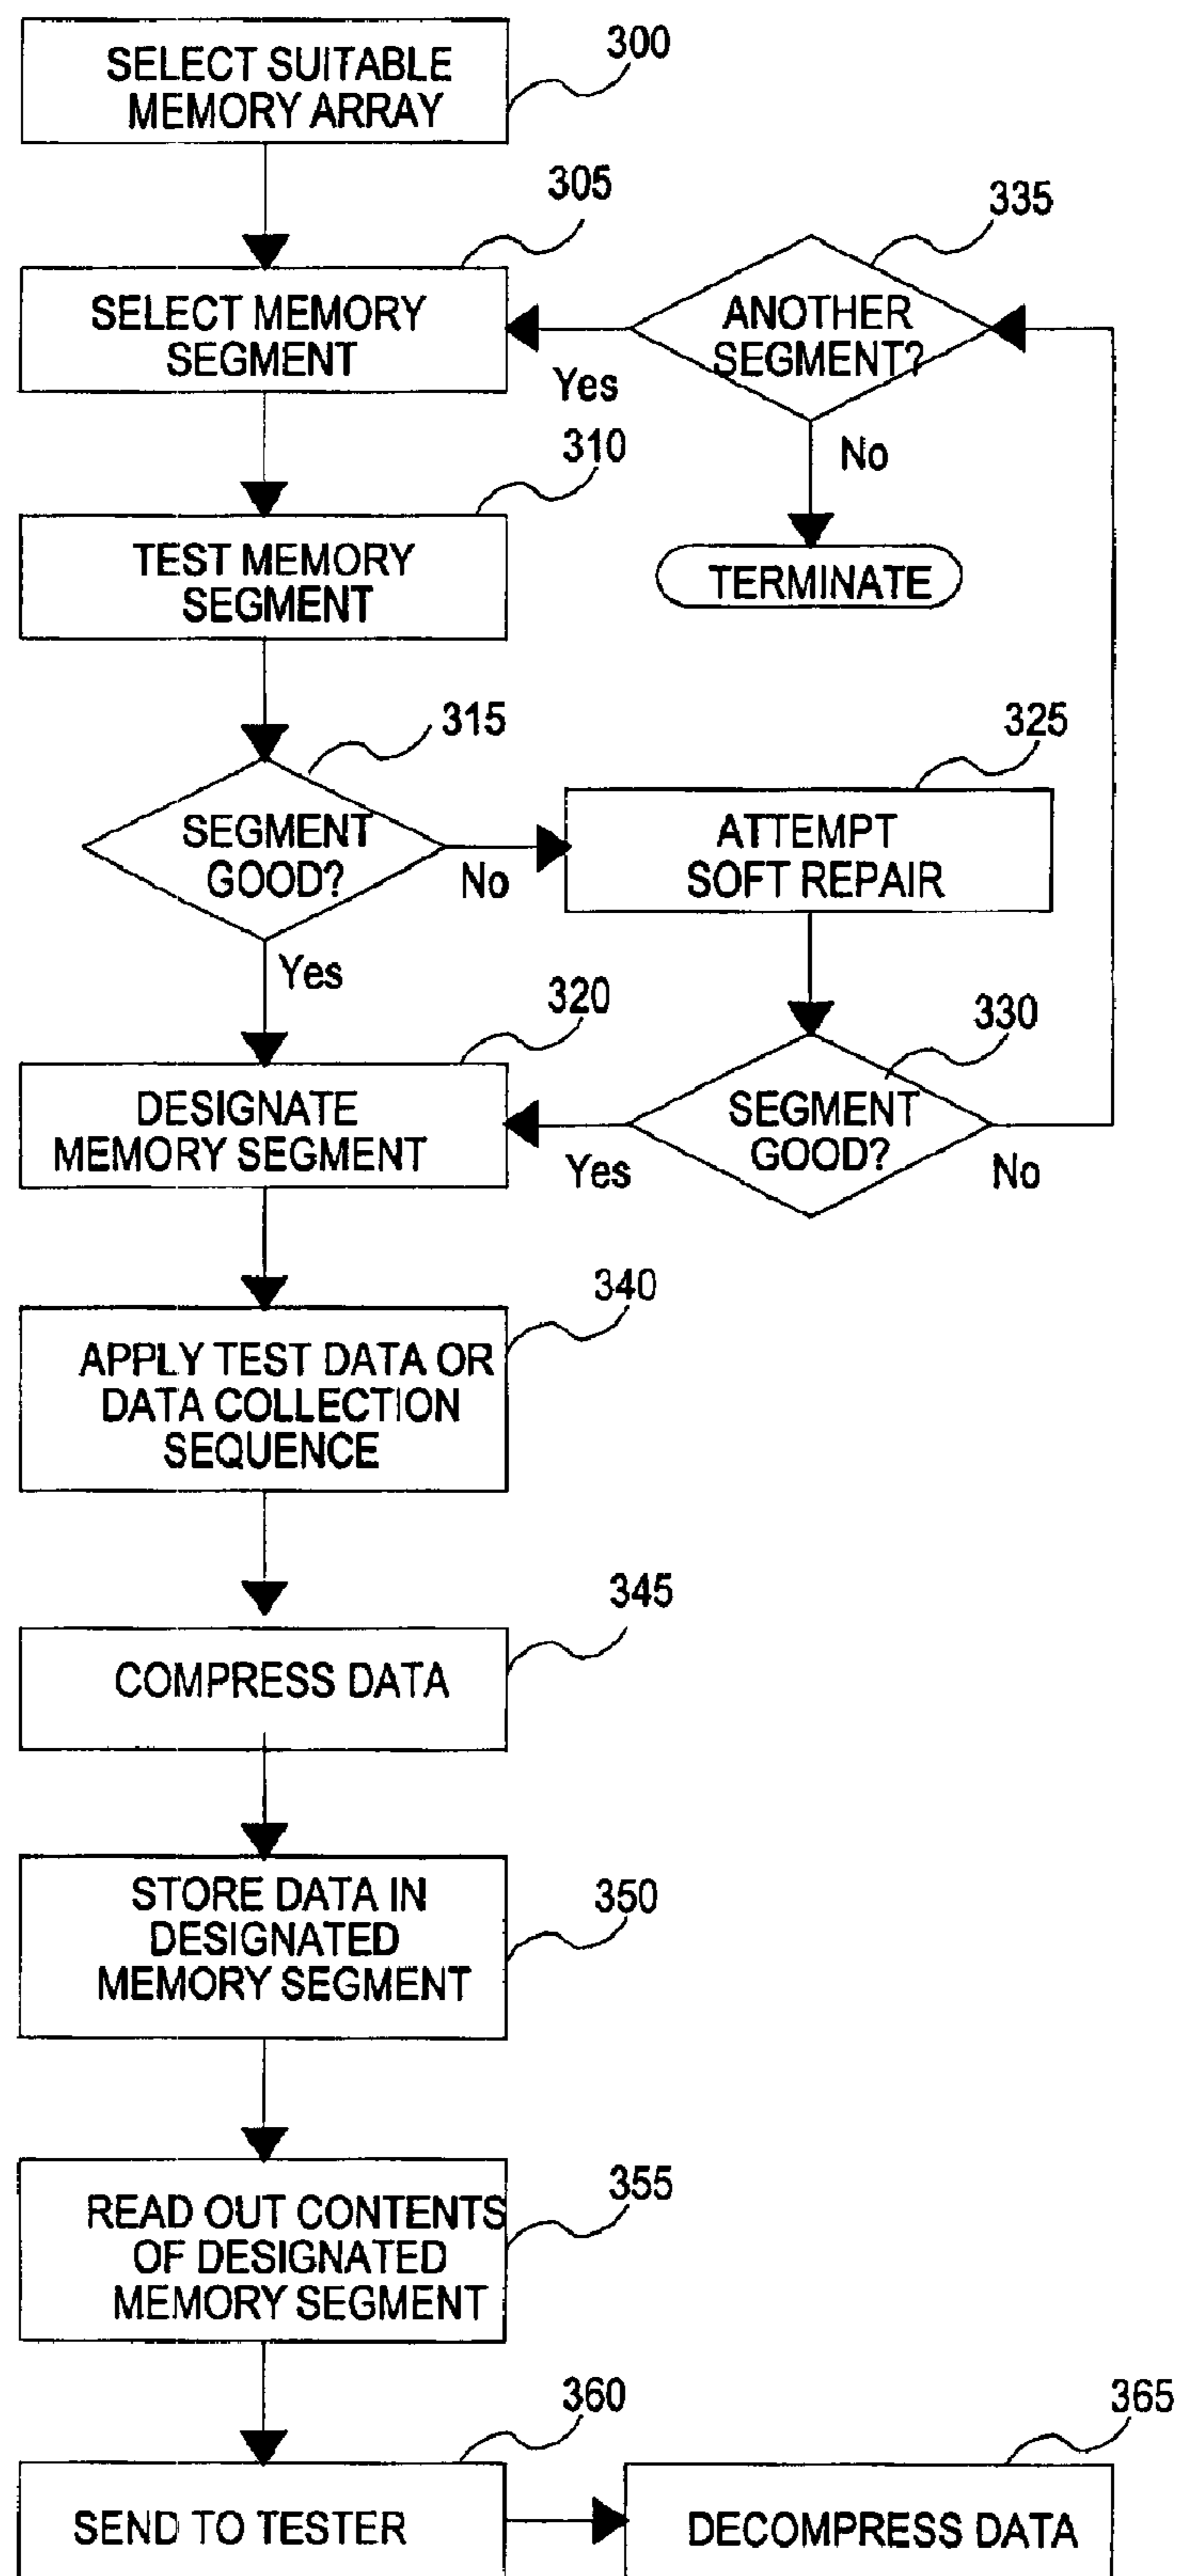 SELECT SUITABLE
MEMORY ARRAY
300
305
SELECT MEMORY
SEGMENT
335
ANOTHER
SEGMENT?
Yes
No
TERMINATE
310
TEST MEMORY
SEGMENT
315
SEGMENT
GOOD?
No
Yes
325
ATTEMPT
SOFT REPAIR
320
DESIGNATE
MEMORY SEGMENT
330
SEGMENT
GOOD?
Yes
No
340
APPLY TEST DATA OR
DATA COLLECTION
SEQUENCE
345
COMPRESS DATA
350
STORE DATA IN
DESIGNATED
MEMORY SEGMENT
355
READ OUT CONTENTS
OF DESIGNATED
MEMORY SEGMENT
360
SEND TO TESTER
365
DECOMPRESS DATA